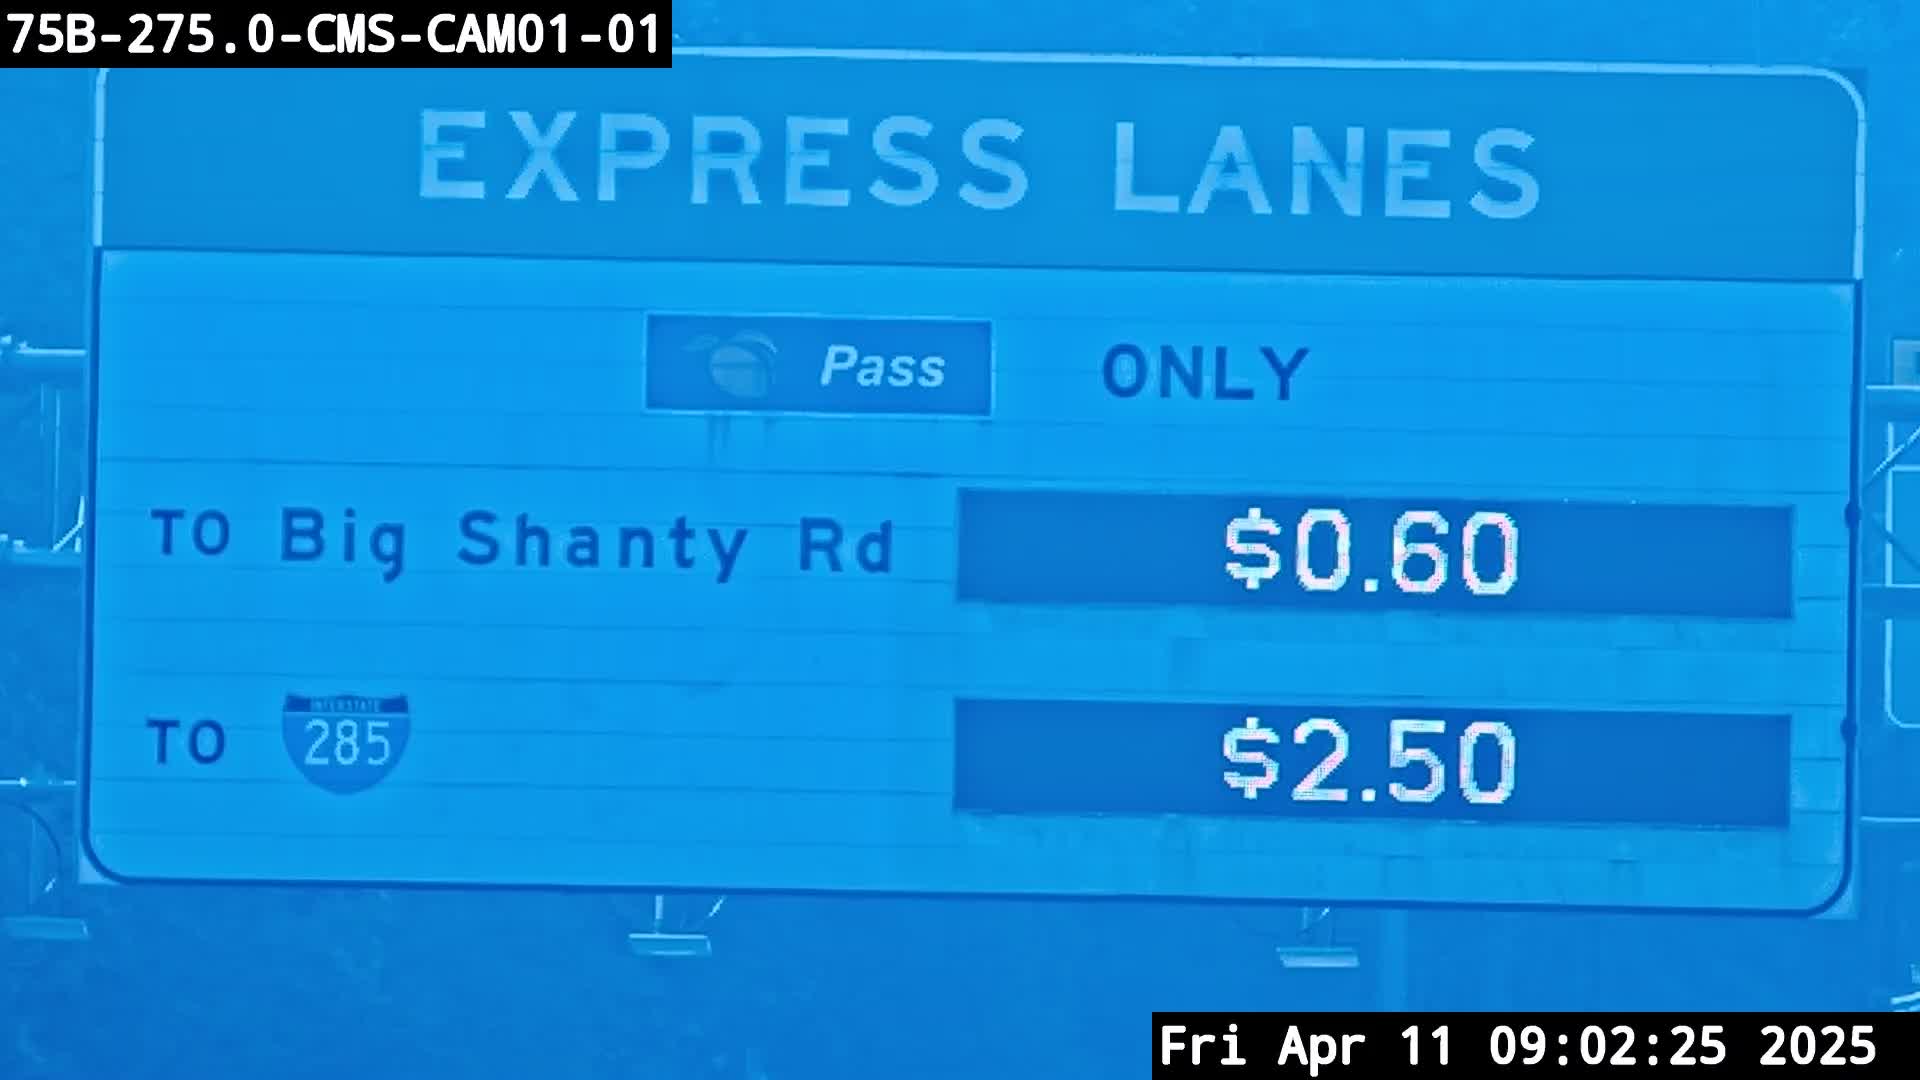 75B-275.0-CMS-CAM01-01
EXPRESS LANES
Pass ONLY
TO Big Shanty Rd $0.60
TO INTERSTATE 285 $2.50
Fri Apr 11 09:02:25 2025